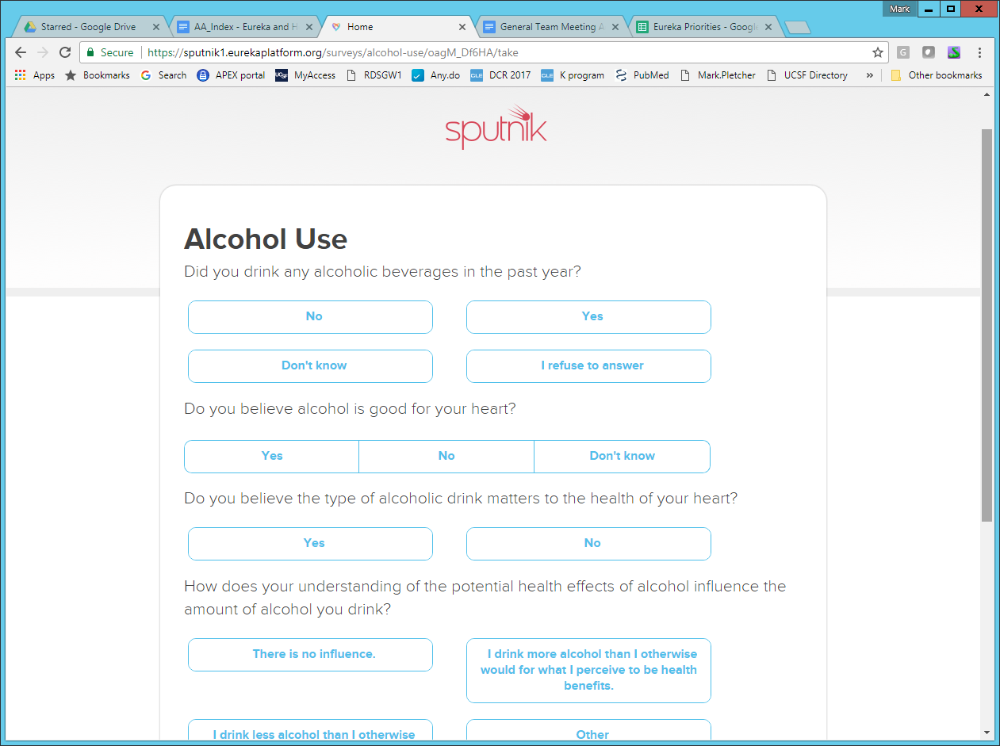 Mark
Starred - Google Drive
AA_Index - Eureka and H
Home
General Team Meeting A
Eureka Priorities - Google
Secure
https://sputnik1.eurekaplatform.org/surveys/alcohol-use/oagM_Df6HA/take
G
Apps
Bookmarks
G Search
APEX portal
UCSF MyAccess
RDSGW1
Any.do
CLE DCR 2017
CLE K program
PubMed
Mark.Pletcher
UCSF Directory
»
Other bookmarks
sputnik
Alcohol Use
Did you drink any alcoholic beverages in the past year?
No
Yes
Don't know
I refuse to answer
Do you believe alcohol is good for your heart?
Yes
No
Don't know
Do you believe the type of alcoholic drink matters to the health of your heart?
Yes
No
How does your understanding of the potential health effects of alcohol influence the
amount of alcohol you drink?
There is no influence.
I drink more alcohol than I otherwise
would for what I perceive to be health
benefits.
I drink less alcohol than I otherwise
Other